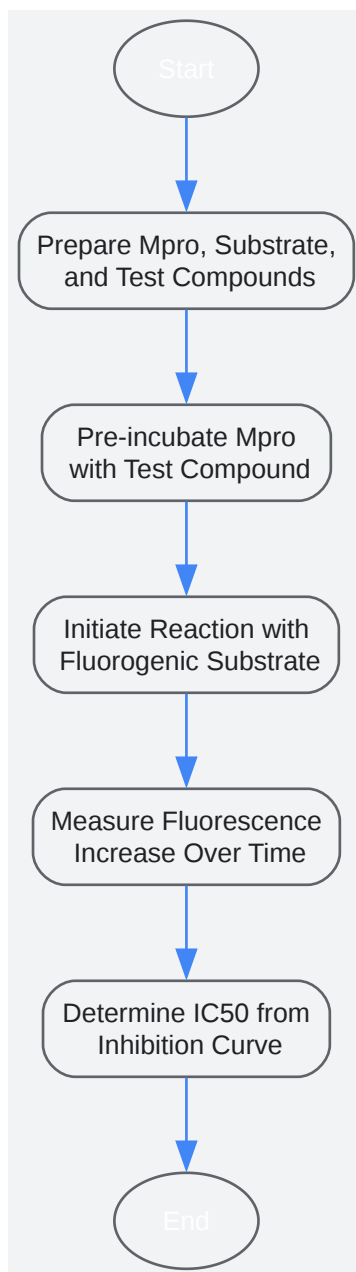 Start
Prepare Mpro, Substrate,
and Test Compounds
Pre-incubate Mpro
with Test Compound
Initiate Reaction with
Fluorogenic Substrate
Measure Fluorescence
Increase Over Time
Determine IC50 from
Inhibition Curve
End